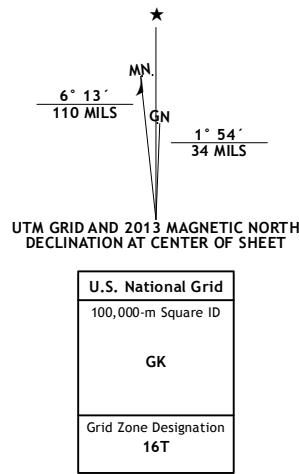 ★
MN.
6° 13´
110 MILS
GN
1° 54´
34 MILS
UTM GRID AND 2013 MAGNETIC NORTH
DECLINATION AT CENTER OF SHEET
U.S. National Grid
100,000-m Square ID
GK
Grid Zone Designation
16T